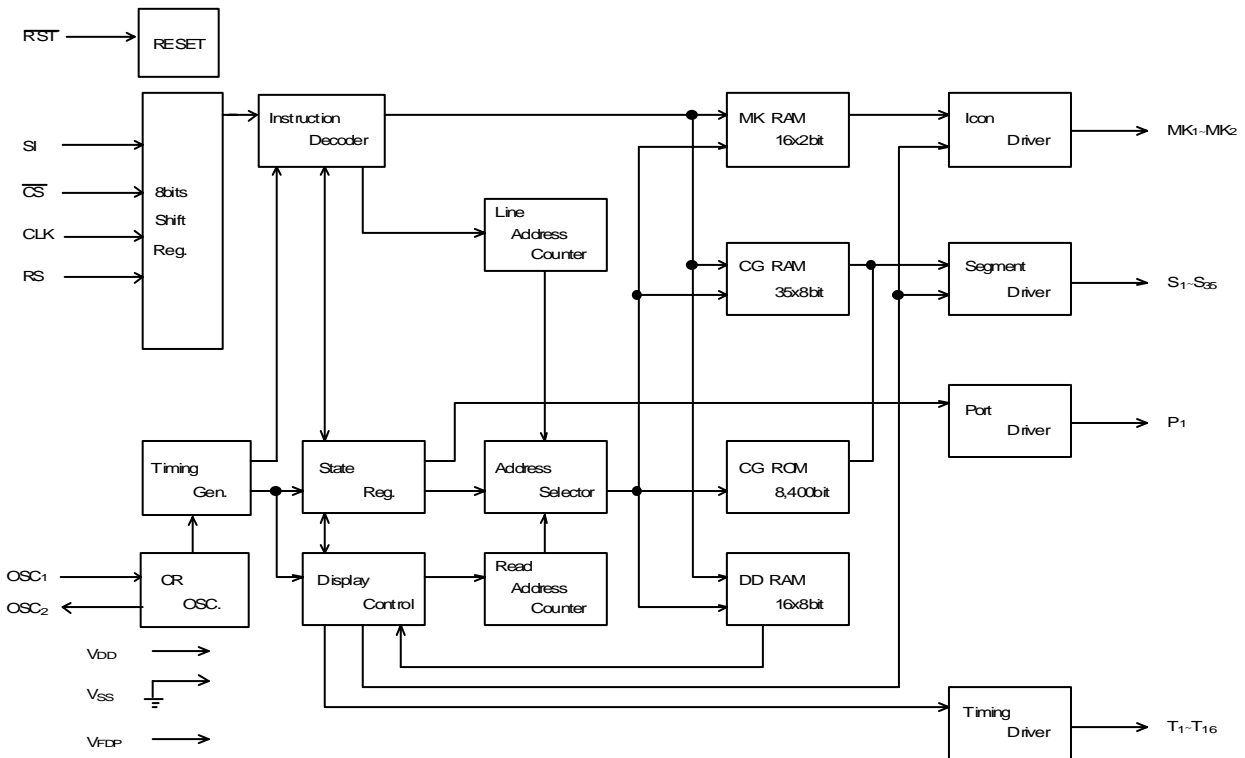 RST
RESET
SI
CS
CLK
RS
8bits
Shift
Reg.
Instruction
Decoder
Line
Address
Counter
MK RAM
16x2bit
Icon
Driver
MK1~MK2
CG RAM
35x8bit
Segment
Driver
S1~S35
Port
Driver
P1
Timing
Gen.
State
Reg.
Address
Selector
CG ROM
8,400bit
OSC1
OSC2
CR
OSC.
Display
Control
Read
Address
Counter
DD RAM
16x8bit
VDD
VSS
VFDP
Timing
Driver
T1~T16